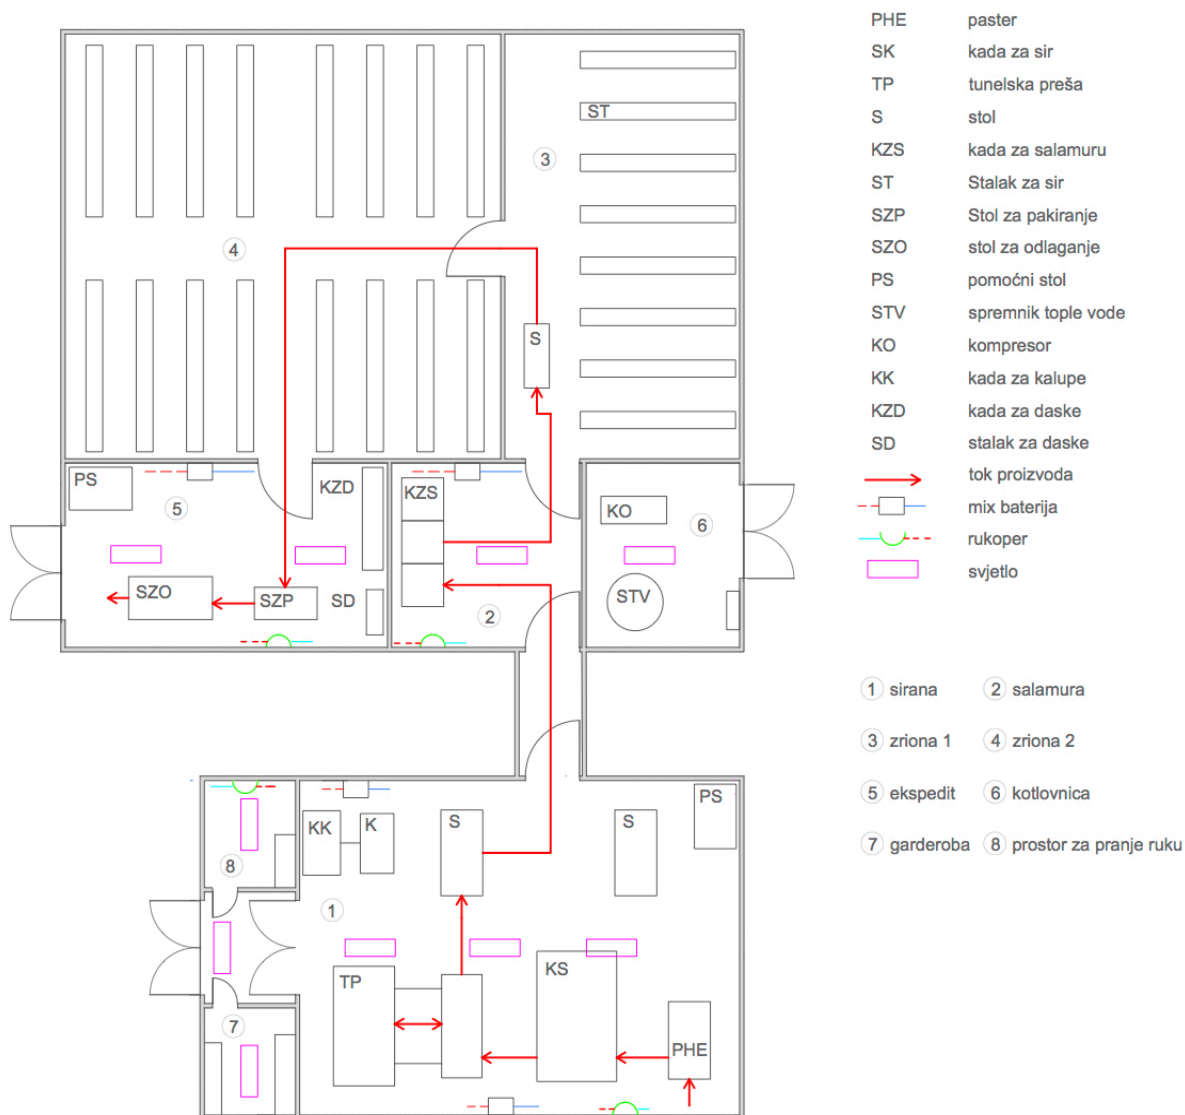 ST
3
4
S
PS
5
KZD
KZS
KO
6
SZO
SZP
SD
2
STV
KK
K
S
S
PS
8
1
TP
KS
7
PHE
PHE paster
SK kada za sir
TP tunelska preša
S stol
KZS kada za salamuru
ST Stalak za sir
SZP Stol za pakiranje
SZO stol za odlaganje
PS pomoćni stol
STV spremnik tople vode
KO kompresor
KK kada za kalupe
KZD kada za daske
SD stalak za daske
tok proizvoda
mix baterija
rukoper
svjetlo
1 sirana 2 salamura
3 zriona 1 4 zriona 2
5 ekspedit 6 kotlovnica
7 garderoba 8 prostor za pranje ruku